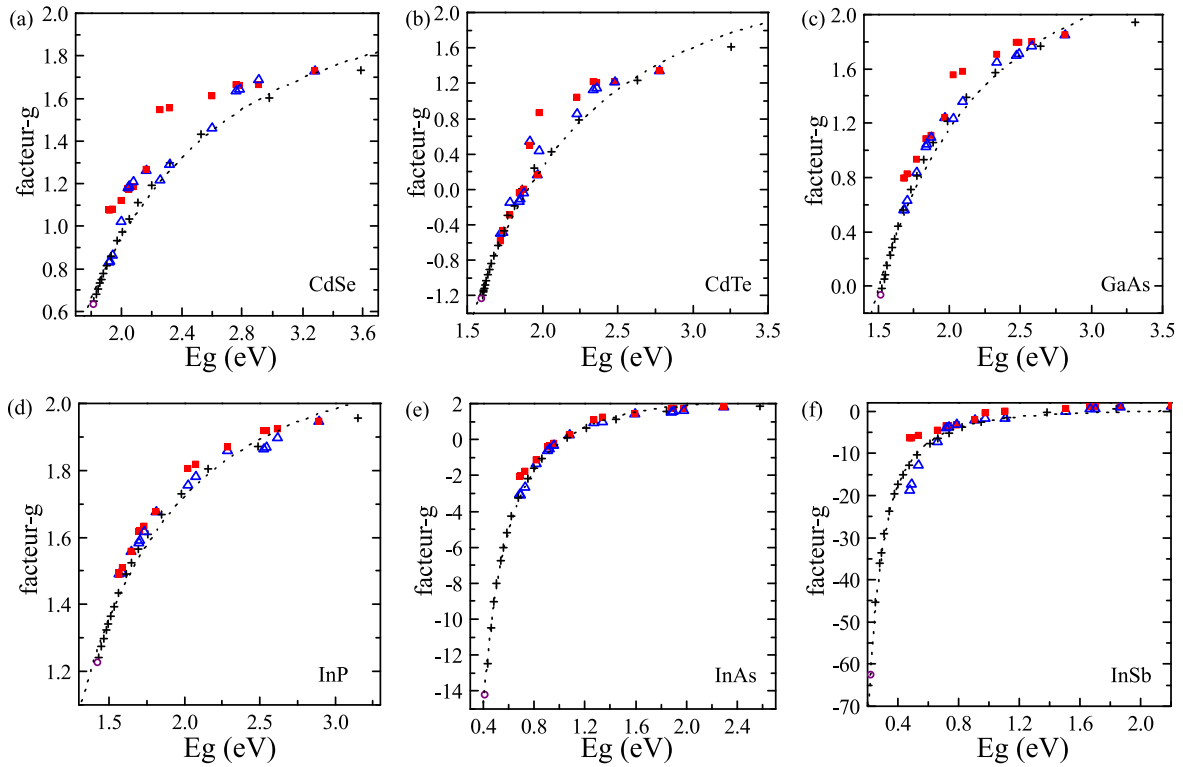 (a)
2.0
1.8
1.6
1.4
1.2
1.0
0.8
0.6
facteur-g
2.0 2.4 2.8 3.2 3.6
Eg (eV)
CdSe
(b)
2.0
1.6
1.2
0.8
0.4
0.0
-0.4
-0.8
-1.2
facteur-g
1.5 2.0 2.5 3.0 3.5
Eg (eV)
CdTe
(c)
2.0
1.6
1.2
0.8
0.4
0.0
facteur-g
1.5 2.0 2.5 3.0 3.5
Eg (eV)
GaAs
(d)
2.0
1.8
1.6
1.4
1.2
facteur-g
1.5 2.0 2.5 3.0
Eg (eV)
InP
(e)
2
0
-2
-4
-6
-8
-10
-12
-14
facteur-g
0.4 0.8 1.2 1.6 2.0 2.4
Eg (eV)
InAs
(f)
0
-10
-20
-30
-40
-50
-60
-70
facteur-g
0.4 0.8 1.2 1.6 2.0
Eg (eV)
InSb